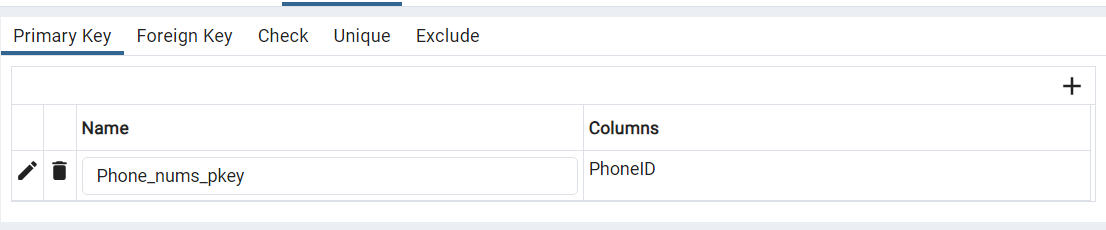 Primary Key Foreign Key Check Unique Exclude
Name Columns
Phone_nums_pkey PhoneID